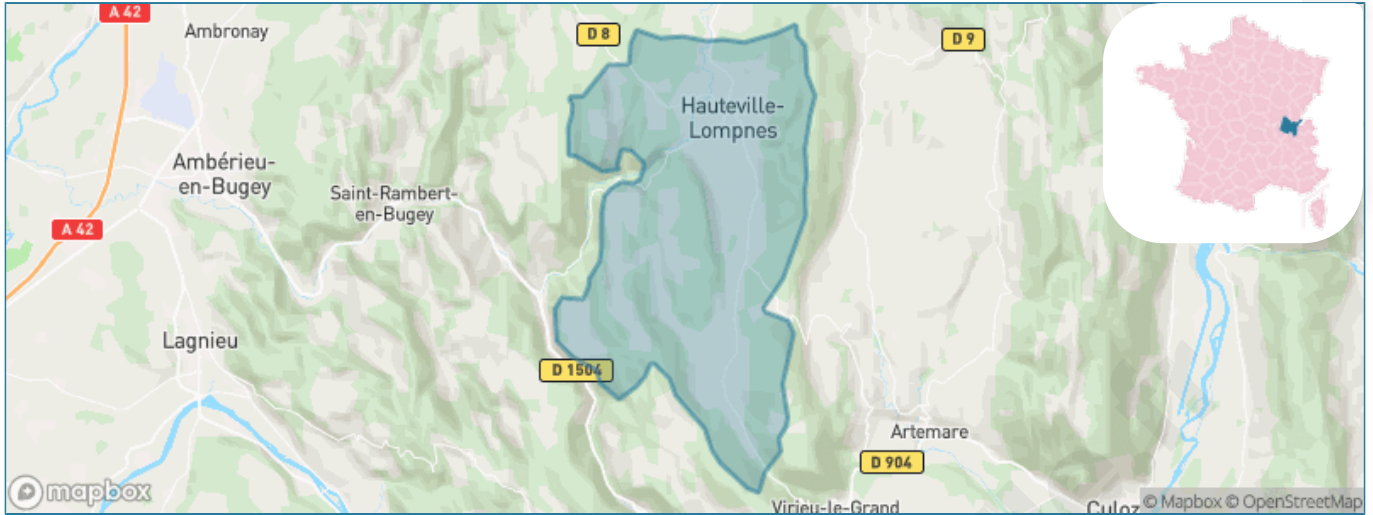 A 42
Ambronay
D 8
D 9
Hauteville-
Lompnes
Ambérieu-
en-Bugey
Saint-Rambert-
en-Bugey
A 42
Lagnieu
D 1504
Artemare
D 904
Virieu-le-Grand
Culoz
mapbox
© Mapbox © OpenStreetMap